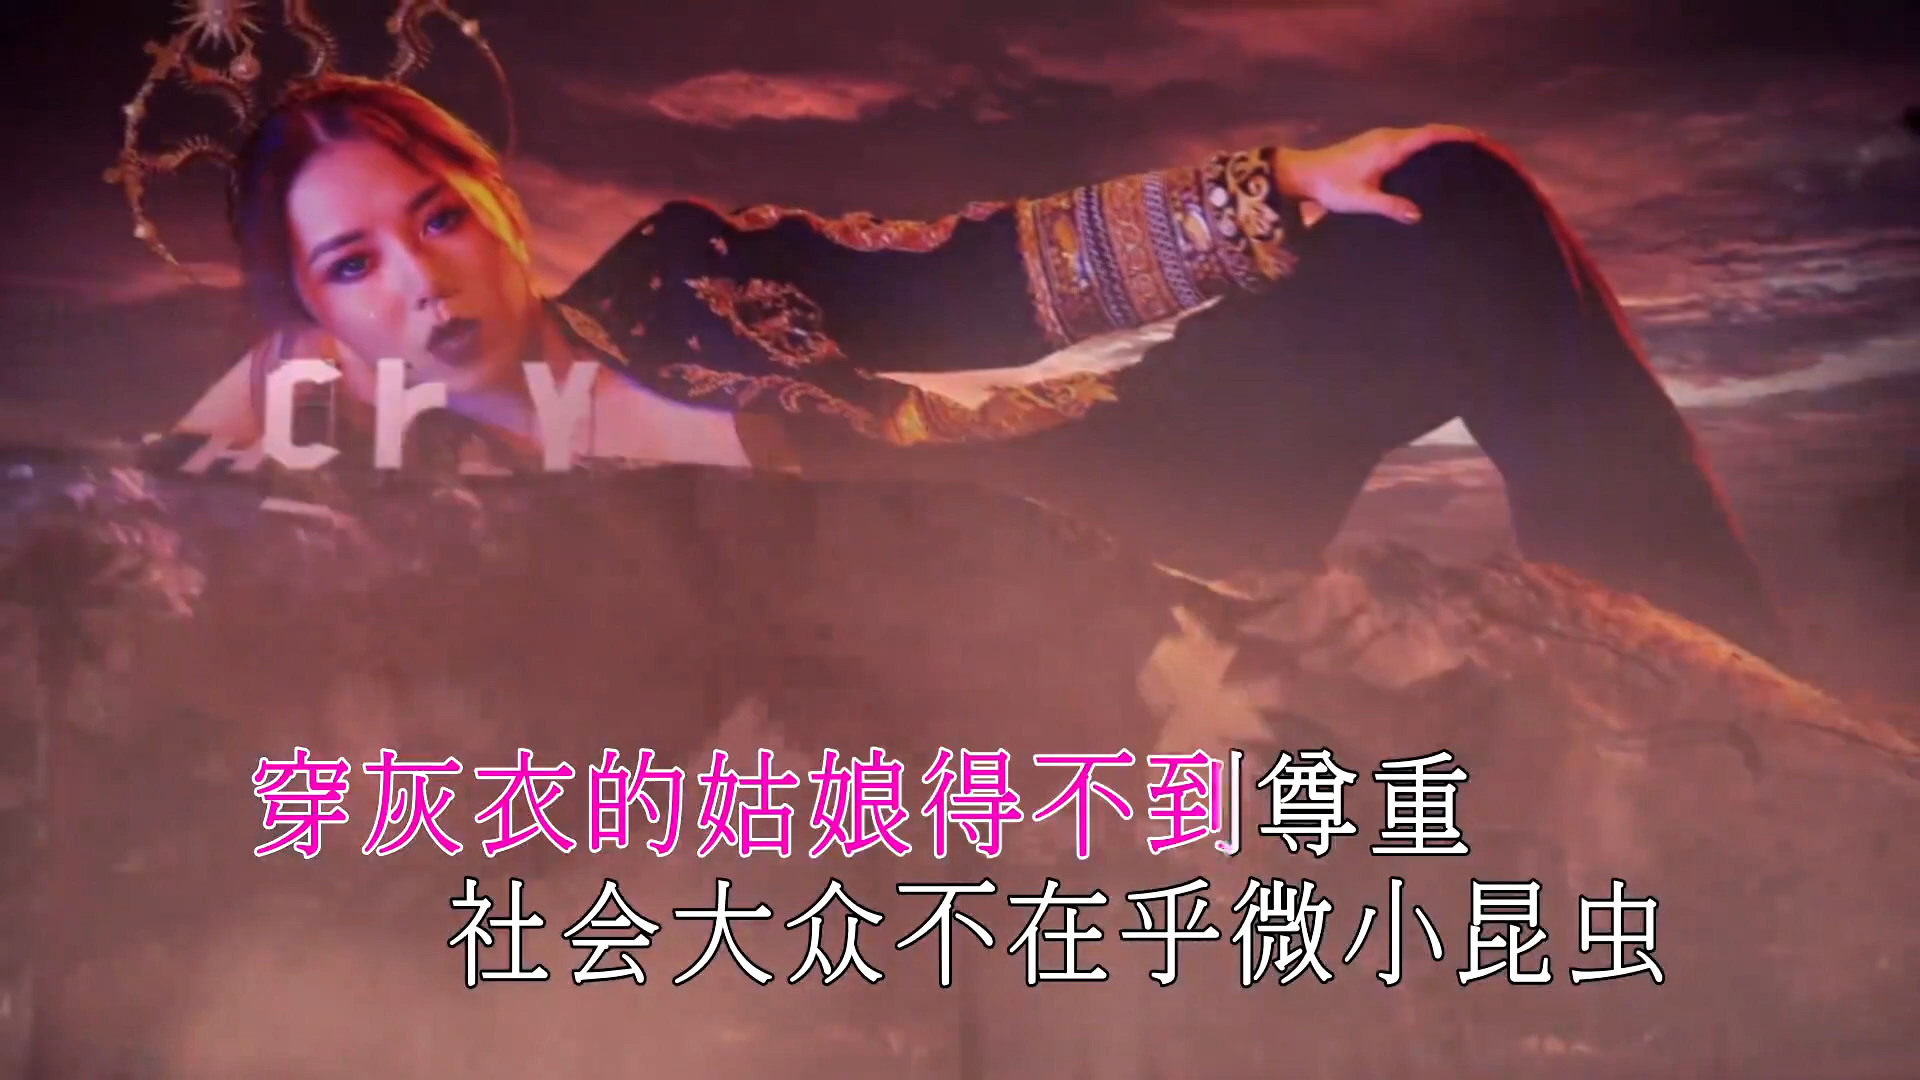 Cr Y
穿灰衣的姑娘得不到尊重
社会大众不在乎微小昆虫